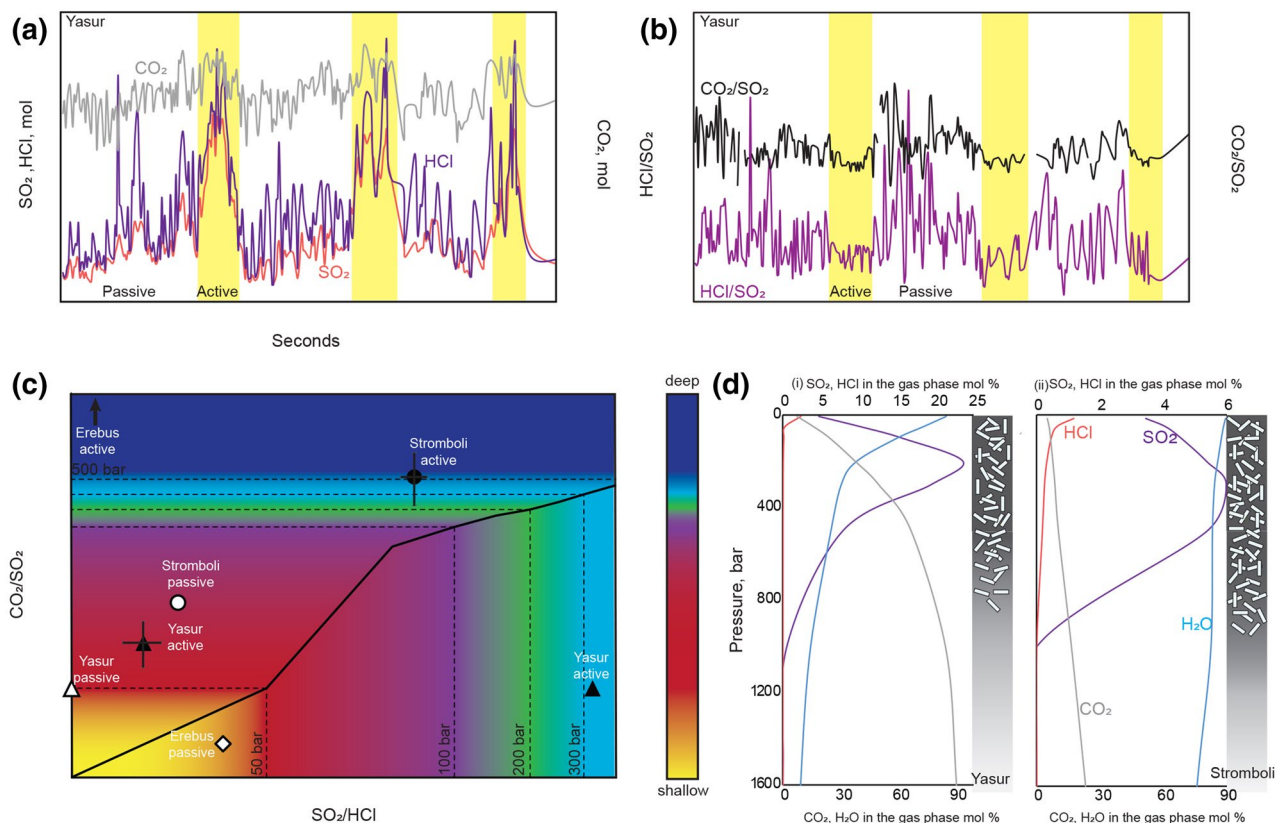 (a)
Yasur
CO₂
HCl
SO₂
Passive
Active
SO₂ ,HCl, mol
CO₂, mol
Seconds
(b)
Yasur
CO₂/SO₂
HCl/SO₂
Active
Passive
HCl/SO₂
CO₂/SO₂
(c)
Erebus
active
500 bar
Stromboli
active
Stromboli
passive
Yasur
active
Yasur
passive
Yasur
active
Erebus
passive
50 bar
100 bar
200 bar
300 bar
CO₂/SO₂
SO₂/HCl
deep
shallow
(d)
(i) SO₂, HCl in the gas phase mol %
0 5 10 15 20 25
0
400
800
1200
1600
Pressure, bar
Yasur
0 30 60 90
CO₂, H₂O in the gas phase mol %
(ii) SO₂, HCl in the gas phase mol %
0 2 4 6
HCl
SO2
H₂O
CO₂
Stromboli
0 30 60 90
CO₂, H₂O in the gas phase mol %